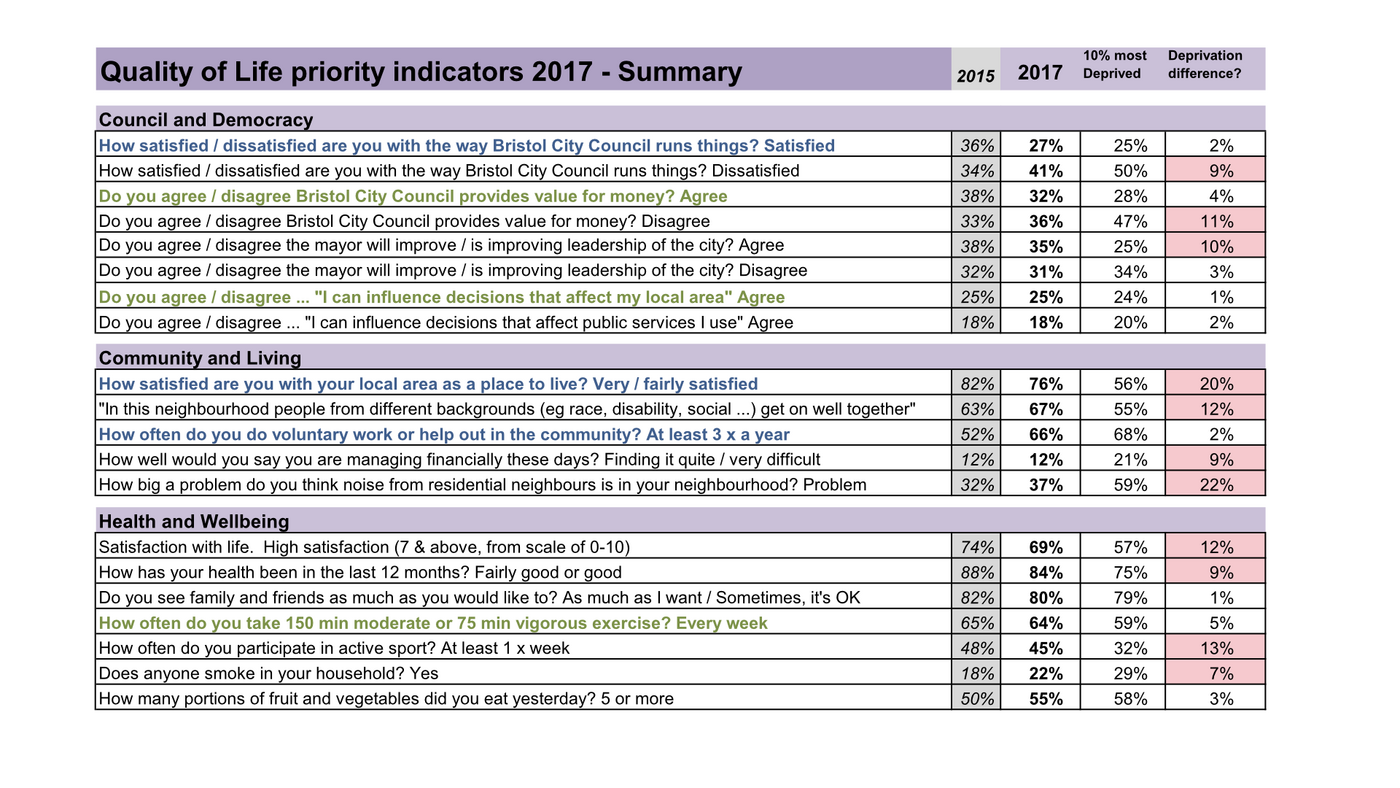 Quality of Life priority indicators 2017 - Summary 2015 2017 10% most Deprived Deprivation difference?
Council and Democracy
How satisfied / dissatisfied are you with the way Bristol City Council runs things? Satisfied 36% 27% 25% 2%
How satisfied / dissatisfied are you with the way Bristol City Council runs things? Dissatisfied 34% 41% 50% 9%
Do you agree / disagree Bristol City Council provides value for money? Agree 38% 32% 28% 4%
Do you agree / disagree Bristol City Council provides value for money? Disagree 33% 36% 47% 11%
Do you agree / disagree the mayor will improve / is improving leadership of the city? Agree 38% 35% 25% 10%
Do you agree / disagree the mayor will improve / is improving leadership of the city? Disagree 32% 31% 34% 3%
Do you agree / disagree ... "I can influence decisions that affect my local area" Agree 25% 25% 24% 1%
Do you agree / disagree ... "I can influence decisions that affect public services I use" Agree 18% 18% 20% 2%
Community and Living
How satisfied are you with your local area as a place to live? Very / fairly satisfied 82% 76% 56% 20%
"In this neighbourhood people from different backgrounds (eg race, disability, social ...) get on well together" 63% 67% 55% 12%
How often do you do voluntary work or help out in the community? At least 3 x a year 52% 66% 68% 2%
How well would you say you are managing financially these days? Finding it quite / very difficult 12% 12% 21% 9%
How big a problem do you think noise from residential neighbours is in your neighbourhood? Problem 32% 37% 59% 22%
Health and Wellbeing
Satisfaction with life.  High satisfaction (7 & above, from scale of 0-10) 74% 69% 57% 12%
How has your health been in the last 12 months? Fairly good or good 88% 84% 75% 9%
Do you see family and friends as much as you would like to? As much as I want / Sometimes, it's OK 82% 80% 79% 1%
How often do you take 150 min moderate or 75 min vigorous exercise? Every week 65% 64% 59% 5%
How often do you participate in active sport? At least 1 x week 48% 45% 32% 13%
Does anyone smoke in your household? Yes 18% 22% 29% 7%
How many portions of fruit and vegetables did you eat yesterday? 5 or more 50% 55% 58% 3%